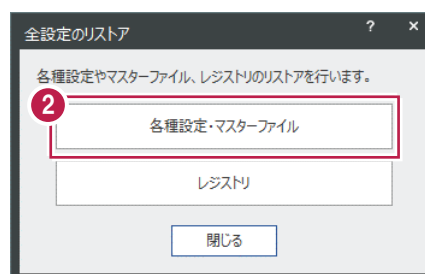 全設定のリストア ? ×
各種設定やマスターファイル、レジストリのリストアを行います。
2
各種設定・マスターファイル
レジストリ
閉じる